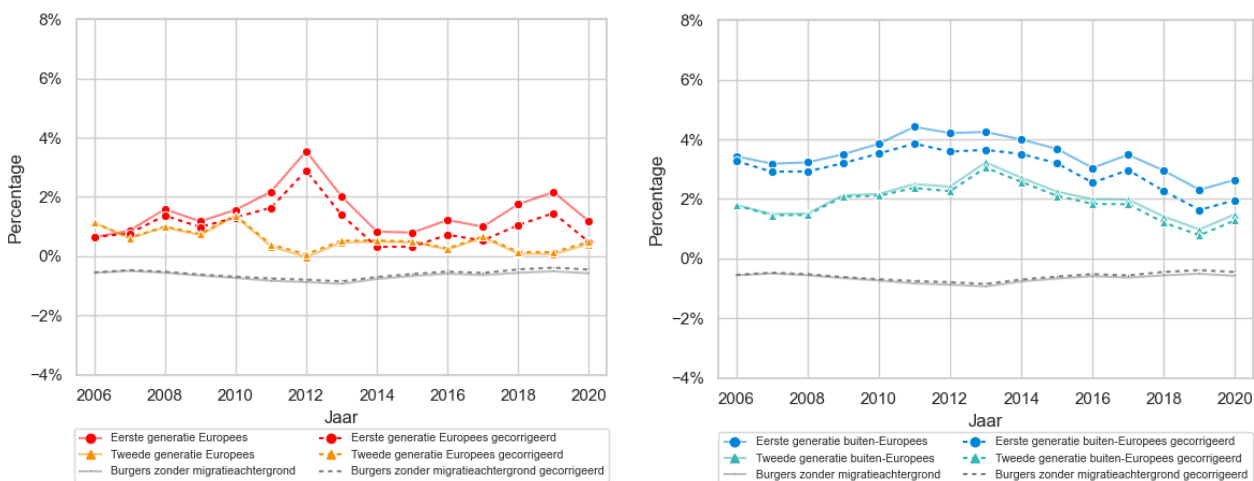 8%
6%
4%
2%
0%
−2%
−4%
Percentage
2006 2008 2010 2012 2014 2016 2018 2020
Jaar
Eerste generatie Europees
Tweede generatie Europees
Burgers zonder migratieachtergrond
Eerste generatie Europees gecorrigeerd
Tweede generatie Europees gecorrigeerd
Burgers zonder migratieachtergrond gecorrigeerd
8%
6%
4%
2%
0%
−2%
−4%
Percentage
2006 2008 2010 2012 2014 2016 2018 2020
Jaar
Eerste generatie buiten-Europees
Tweede generatie buiten-Europees
Burgers zonder migratieachtergrond
Eerste generatie buiten-Europees gecorrigeerd
Tweede generatie buiten-Europees gecorrigeerd
Burgers zonder migratieachtergrond gecorrigeerd